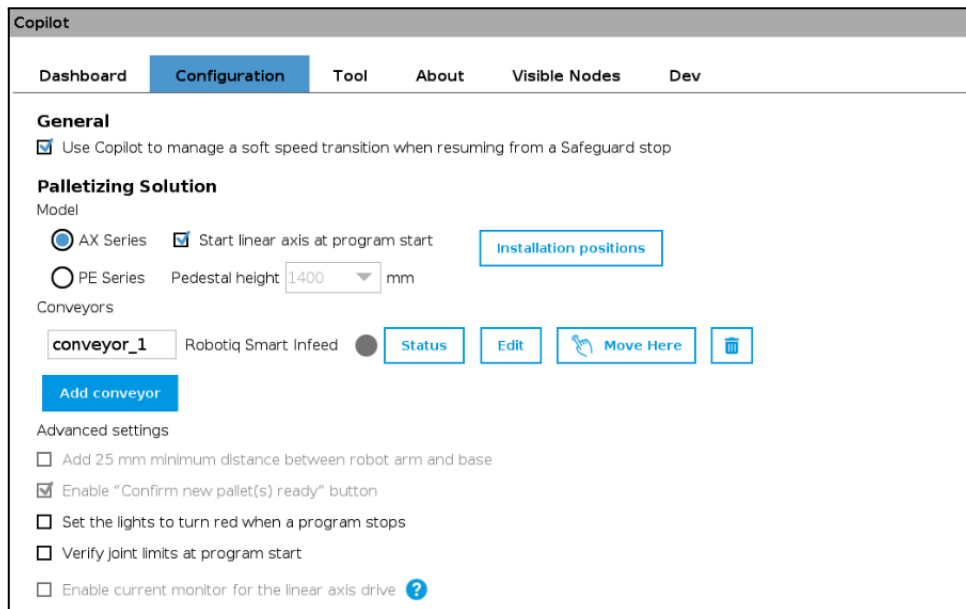 Copilot
Dashboard Configuration Tool About Visible Nodes Dev
General
Use Copilot to manage a soft speed transition when resuming from a Safeguard stop
Palletizing Solution
Model
AX Series Start linear axis at program start
Installation positions
PE Series Pedestal height 1400 mm
Conveyors
conveyor_1 Robotiq Smart Infeed Status Edit Move Here
Add conveyor
Advanced settings
Add 25 mm minimum distance between robot arm and base
Enable “Confirm new pallet(s) ready” button
Set the lights to turn red when a program stops
Verify joint limits at program start
Enable current monitor for the linear axis drive ?